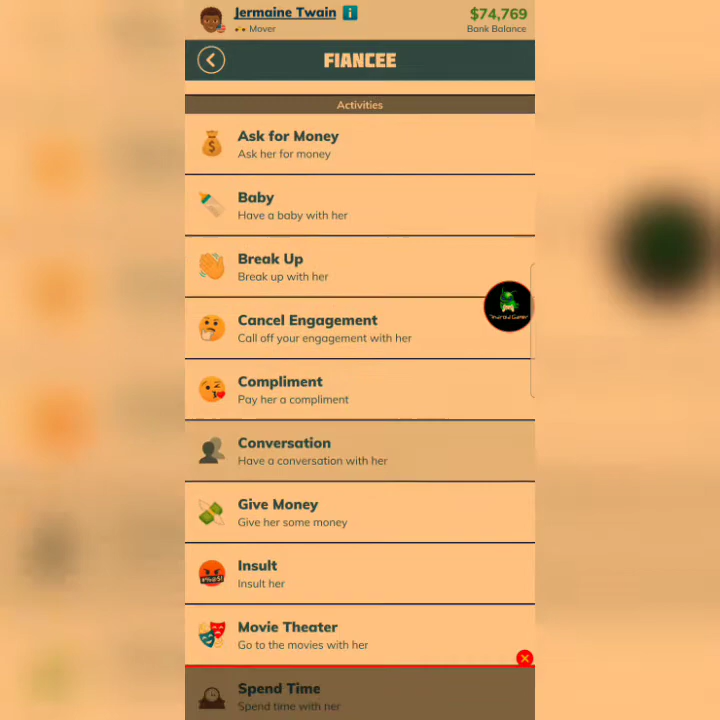 Jermaine Twain
Mover
$74,769
Bank Balance
FIANCEE
Activities
Ask for Money
Ask her for money
Baby
Have a baby with her
Break Up
Break up with her
Cancel Engagement
Call off your engagement with her
Compliment
Pay her a compliment
Conversation
Have a conversation with her
Give Money
Give her some money
Insult
Insult her
Movie Theater
Go to the movies with her
Spend Time
Spend time with her